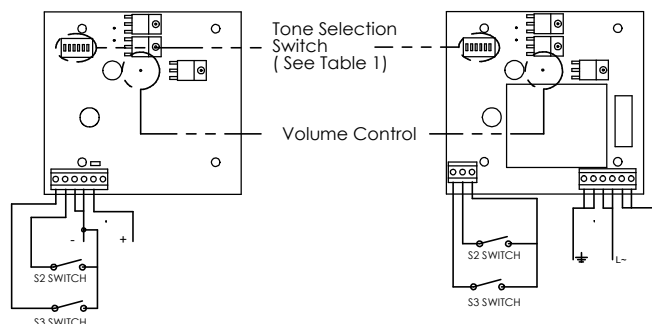 Tone Selection
Switch
( See Table 1)
Volume Control
- +
S2 SWITCH
S3 SWITCH
L~
S2 SWITCH
S3 SWITCH